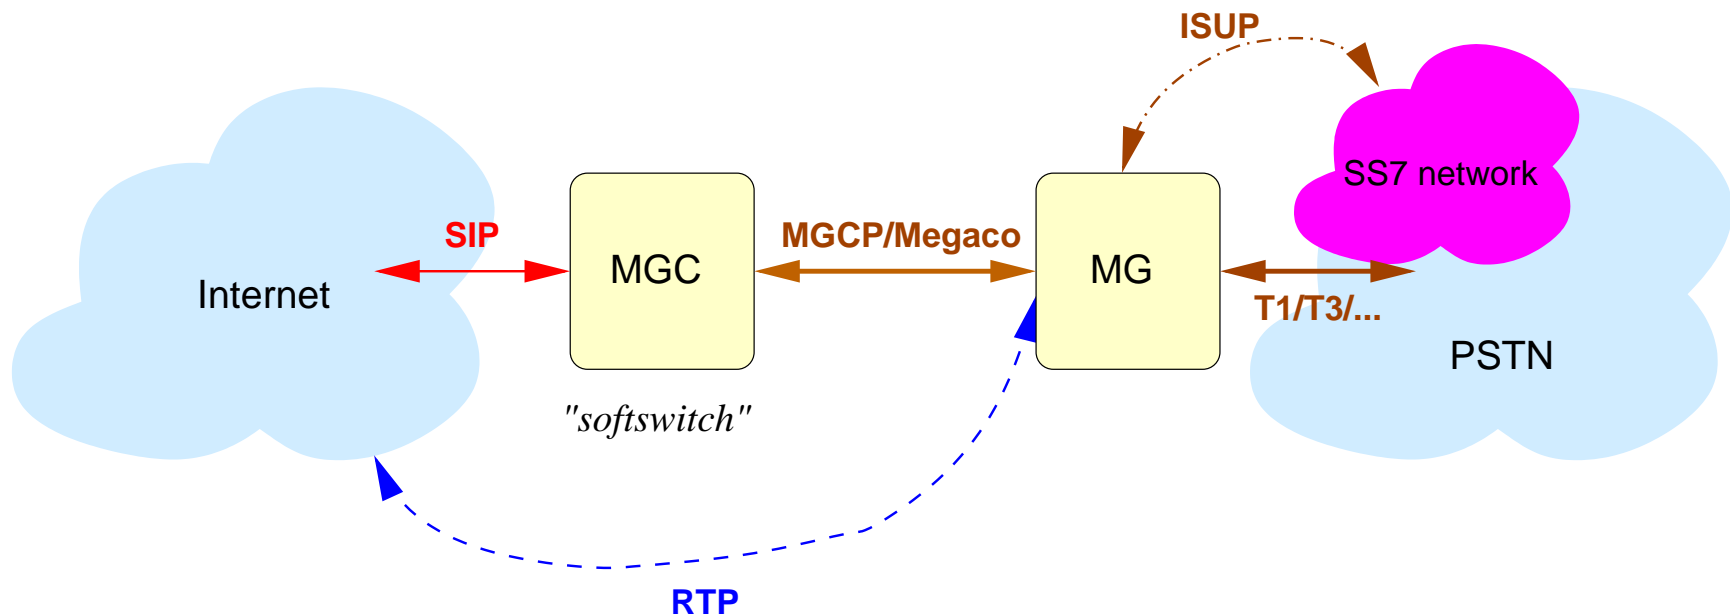 ISUP
SS7 network
SIP
MGCP/Megaco
MGC
MG
Internet
T1/T3/...
PSTN
"softswitch"
RTP